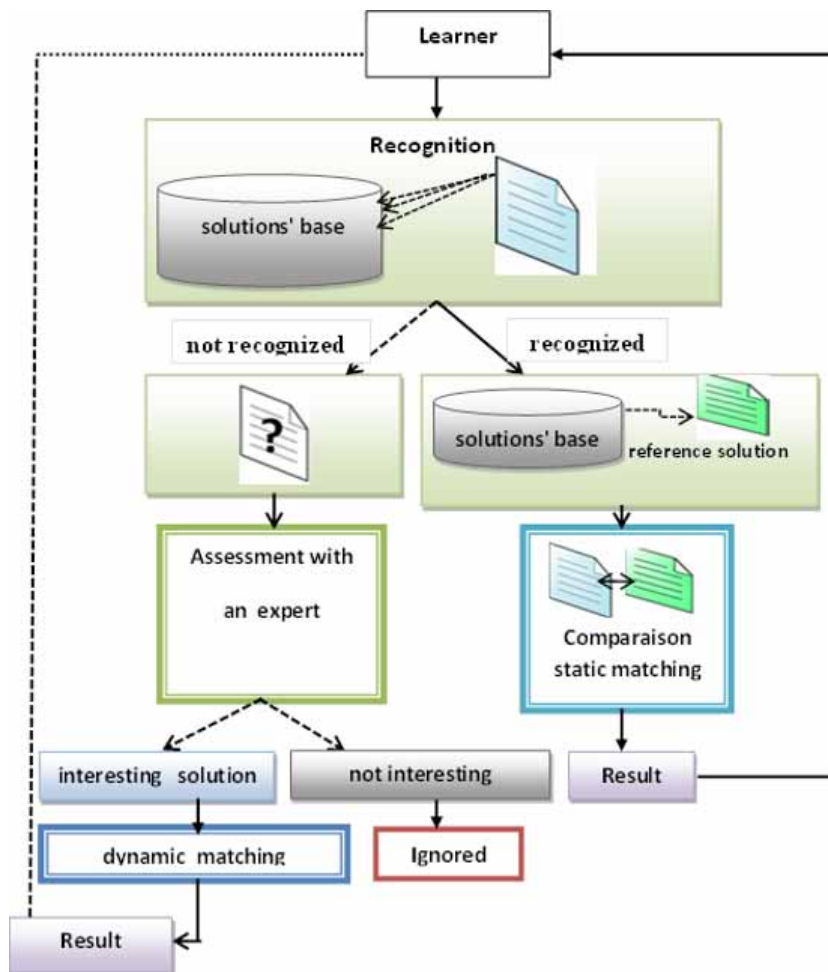 Learner
Recognition
solutions' base
not recognized
recognized
?
solutions' base
reference solution
Assessment with
an expert
Comparaison
static matching
interesting solution
not interesting
Result
dynamic matching
Ignored
Result